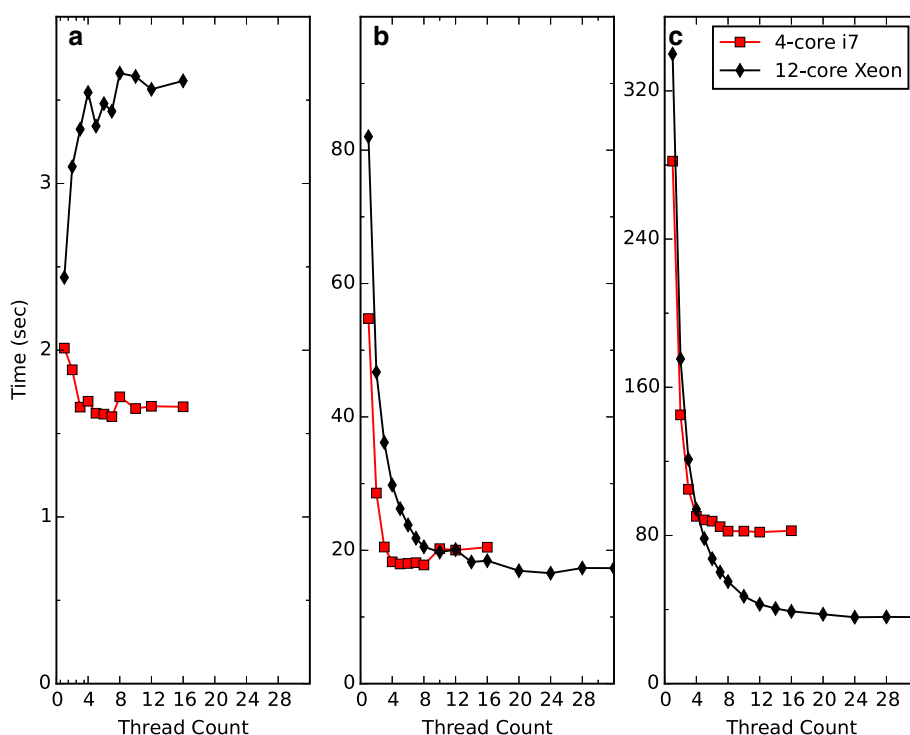 a
b
c
4-core i7
12-core Xeon
Time (sec)
3
2
1
0
80
60
40
20
0
320
240
160
80
0
0 4 8 12 16 20 24 28
0 4 8 12 16 20 24 28
0 4 8 12 16 20 24 28
Thread Count
Thread Count
Thread Count